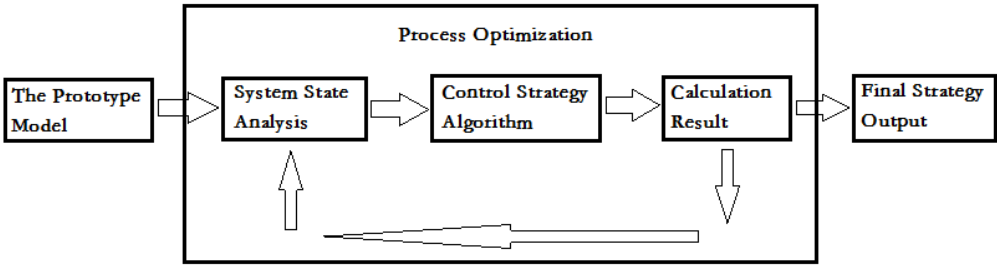 Process Optimization
The Prototype
Model
System State
Analysis
Control Strategy
Algorithm
Calculation
Result
Final Strategy
Output